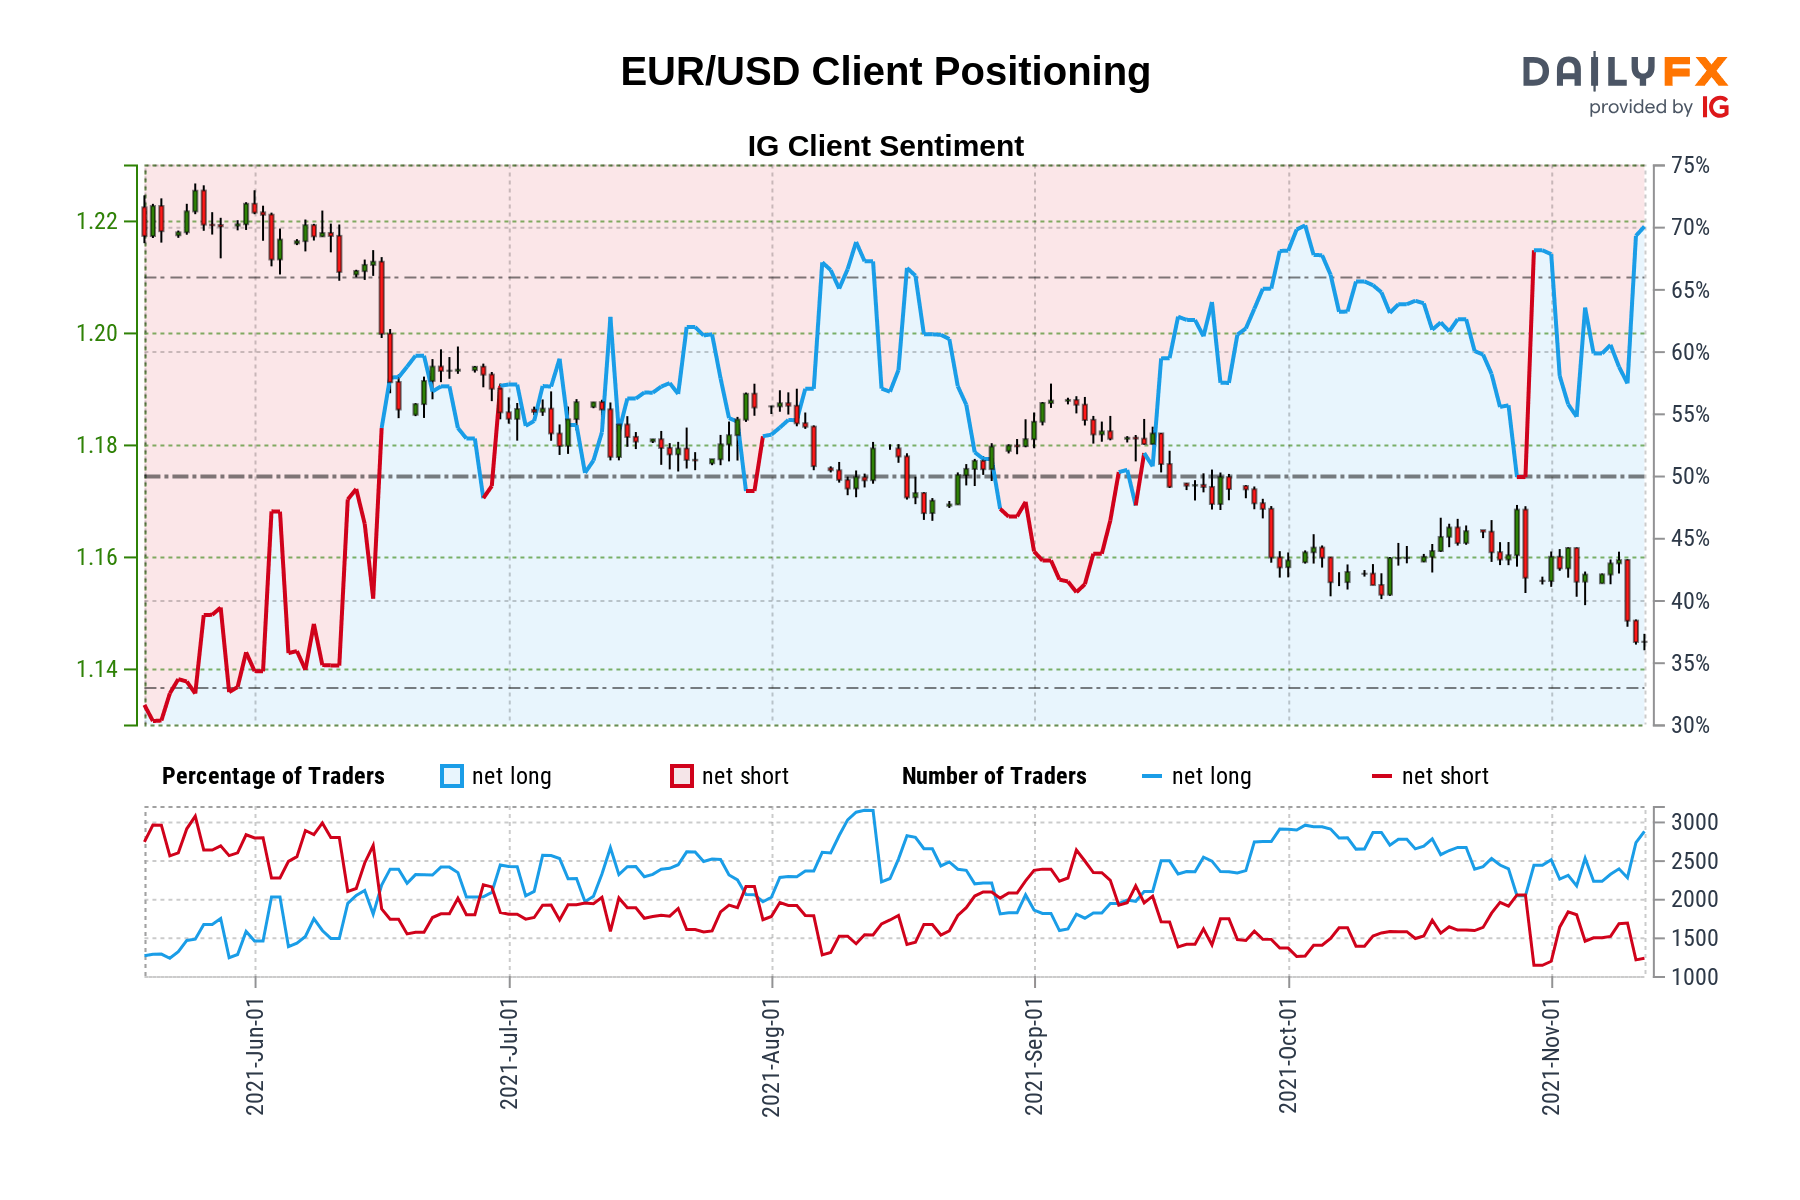 EUR/USD Client Positioning
DAILYFX
provided by IG
IG Client Sentiment
1.22
1.20
1.18
1.16
1.14
75%
70%
65%
60%
55%
50%
45%
40%
35%
30%
Percentage of Traders net long net short Number of Traders net long net short
3000
2500
2000
1500
1000
2021-Jun-01
2021-Jul-01
2021-Aug-01
2021-Sep-01
2021-Oct-01
2021-Nov-01